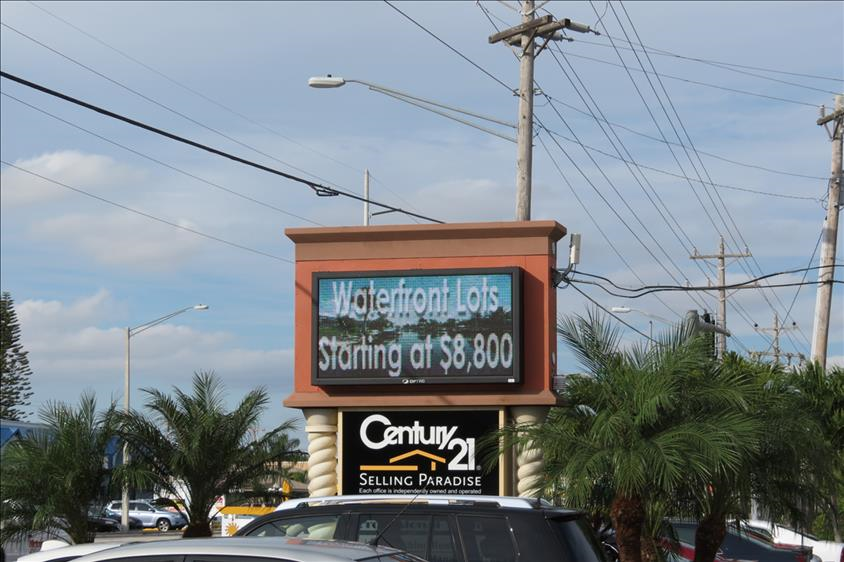 Waterfront Lots
Starting at $8,800
Century 21
SELLING PARADISE
Each office is independently owned and operated